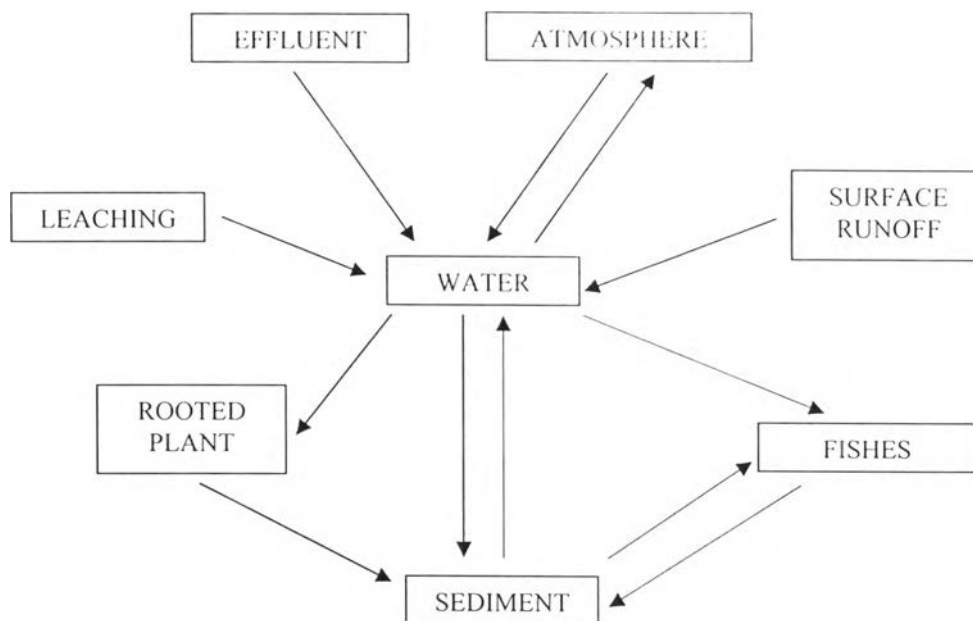 EFFLUENT
ATMOSPHERE
LEACHING
SURFACE
RUNOFF
WATER
ROOTED
PLANT
FISHES
SEDIMENT